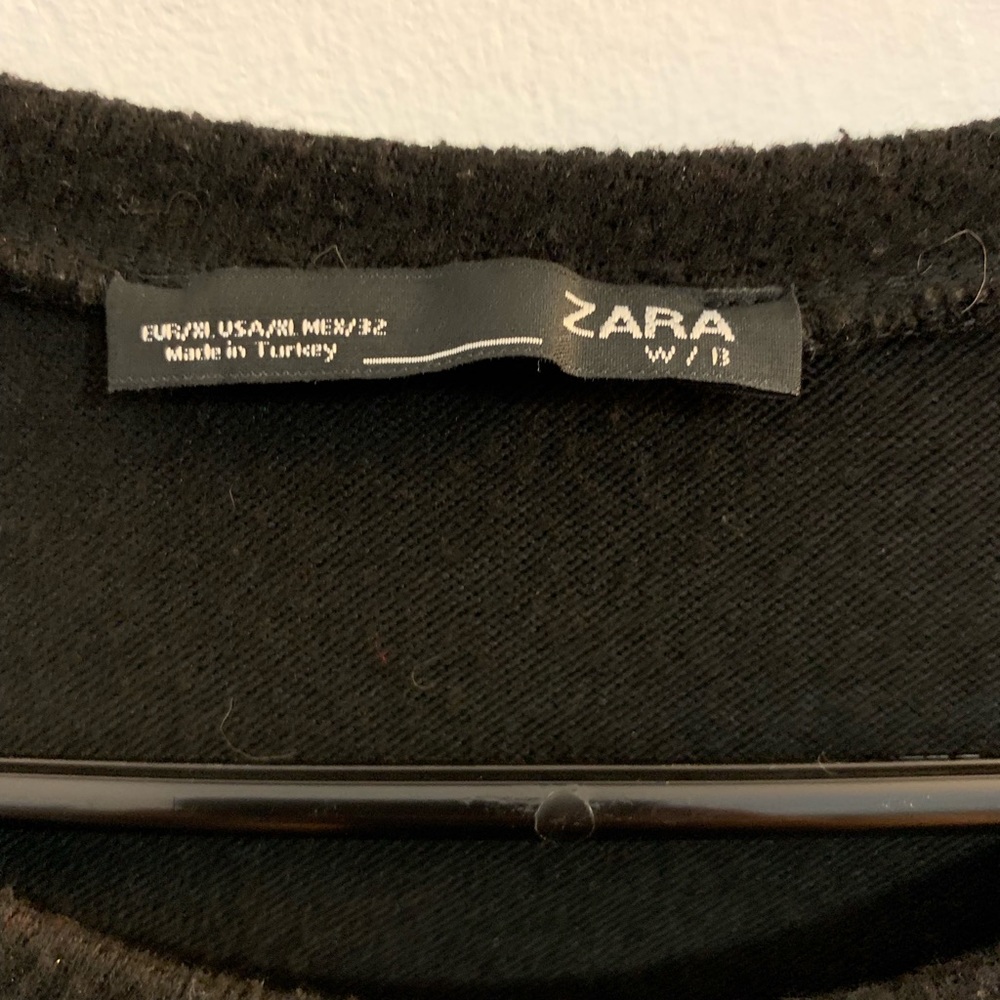 EUR/XL USA/XL MEX/32
Made in Turkey
ZARA
W/B